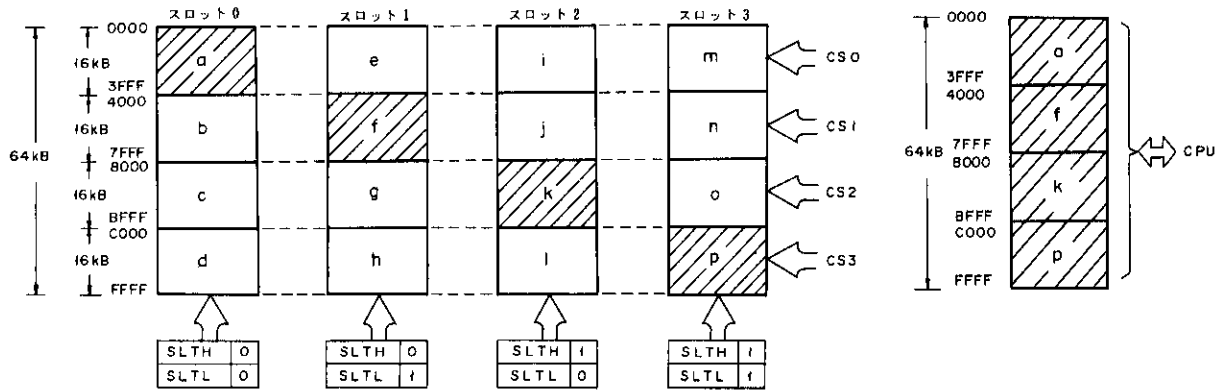 スロット0 スロット1 スロット2 スロット3
0000
16kB a e i m CS0
3FFF
4000
16kB b f j n CS1
64kB
7FFF
8000
16kB c g k o CS2
BFFF
C000
16kB d h l p CS3
FFFF
SLTH 0 SLTH 0 SLTH 1 SLTH 1
SLTL 0 SLTL 1 SLTL 0 SLTL 1
0000
a
3FFF
4000
f
7FFF
64kB CPU
8000
k
BFFF
C000
p
FFFF